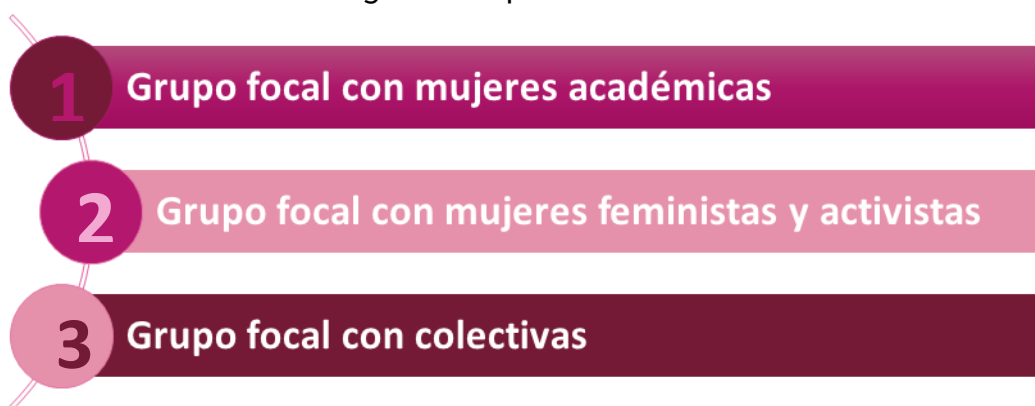 1
Grupo focal con mujeres académicas
2
Grupo focal con mujeres feministas y activistas
3
Grupo focal con colectivas